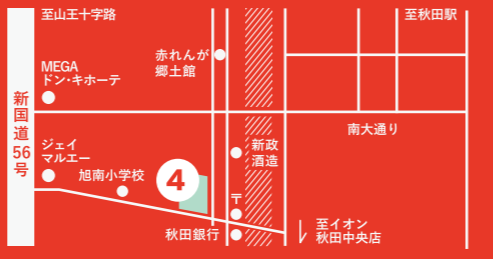 至山王十字路
至秋田駅
赤れんが
郷土館
MEGA
ドン・キホーテ
新国道56号
南大通り
ジェイ
マルエー
新政
酒造
旭南小学校
4
〒
秋田銀行
至イオン
秋田中央店